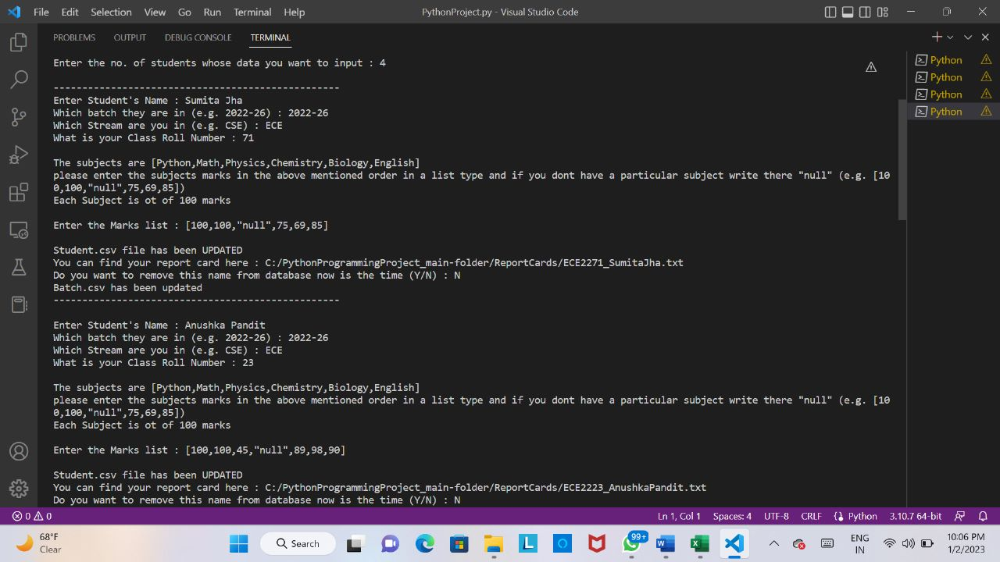 File Edit Selection View Go Run Terminal Help PythonProject.py - Visual Studio Code
PROBLEMS OUTPUT DEBUG CONSOLE TERMINAL
Enter the no. of students whose data you want to input : 4
--------------------------------------------------
Enter Student's Name : Sumita Jha
Which batch they are in (e.g. 2022-26) : 2022-26
Which Stream are you in (e.g. CSE) : ECE
What is your Class Roll Number : 71
The subjects are [Python,Math,Physics,Chemistry,Biology,English]
please enter the subjects marks in the above mentioned order in a list type and if you dont have a particular subject write there "null" (e.g. [10
0,100,"null",75,69,85])
Each Subject is ot of 100 marks
Enter the Marks list : [100,100,"null",75,69,85]
Student.csv file has been UPDATED
You can find your report card here : C:/PythonProgrammingProject_main-folder/ReportCards/ECE2271_SumitaJha.txt
Do you want to remove this name from database now is the time (Y/N) : N
Batch.csv has been updated
--------------------------------------------------
Enter Student's Name : Anushka Pandit
Which batch they are in (e.g. 2022-26) : 2022-26
Which Stream are you in (e.g. CSE) : ECE
What is your Class Roll Number : 23
The subjects are [Python,Math,Physics,Chemistry,Biology,English]
please enter the subjects marks in the above mentioned order in a list type and if you dont have a particular subject write there "null" (e.g. [10
0,100,"null",75,69,85])
Each Subject is ot of 100 marks
Enter the Marks list : [100,100,45,"null",89,98,90]
Student.csv file has been UPDATED
You can find your report card here : C:/PythonProgrammingProject_main-folder/ReportCards/ECE2223_AnushkaPandit.txt
Do you want to remove this name from database now is the time (Y/N) : N
Python
Python
Python
Python
0 0 Ln 1, Col 1 Spaces: 4 UTF-8 CRLF Python 3.10.7 64-bit
68°F
Clear
Search
L
99+
ENG
IN
10:06 PM
1/2/2023